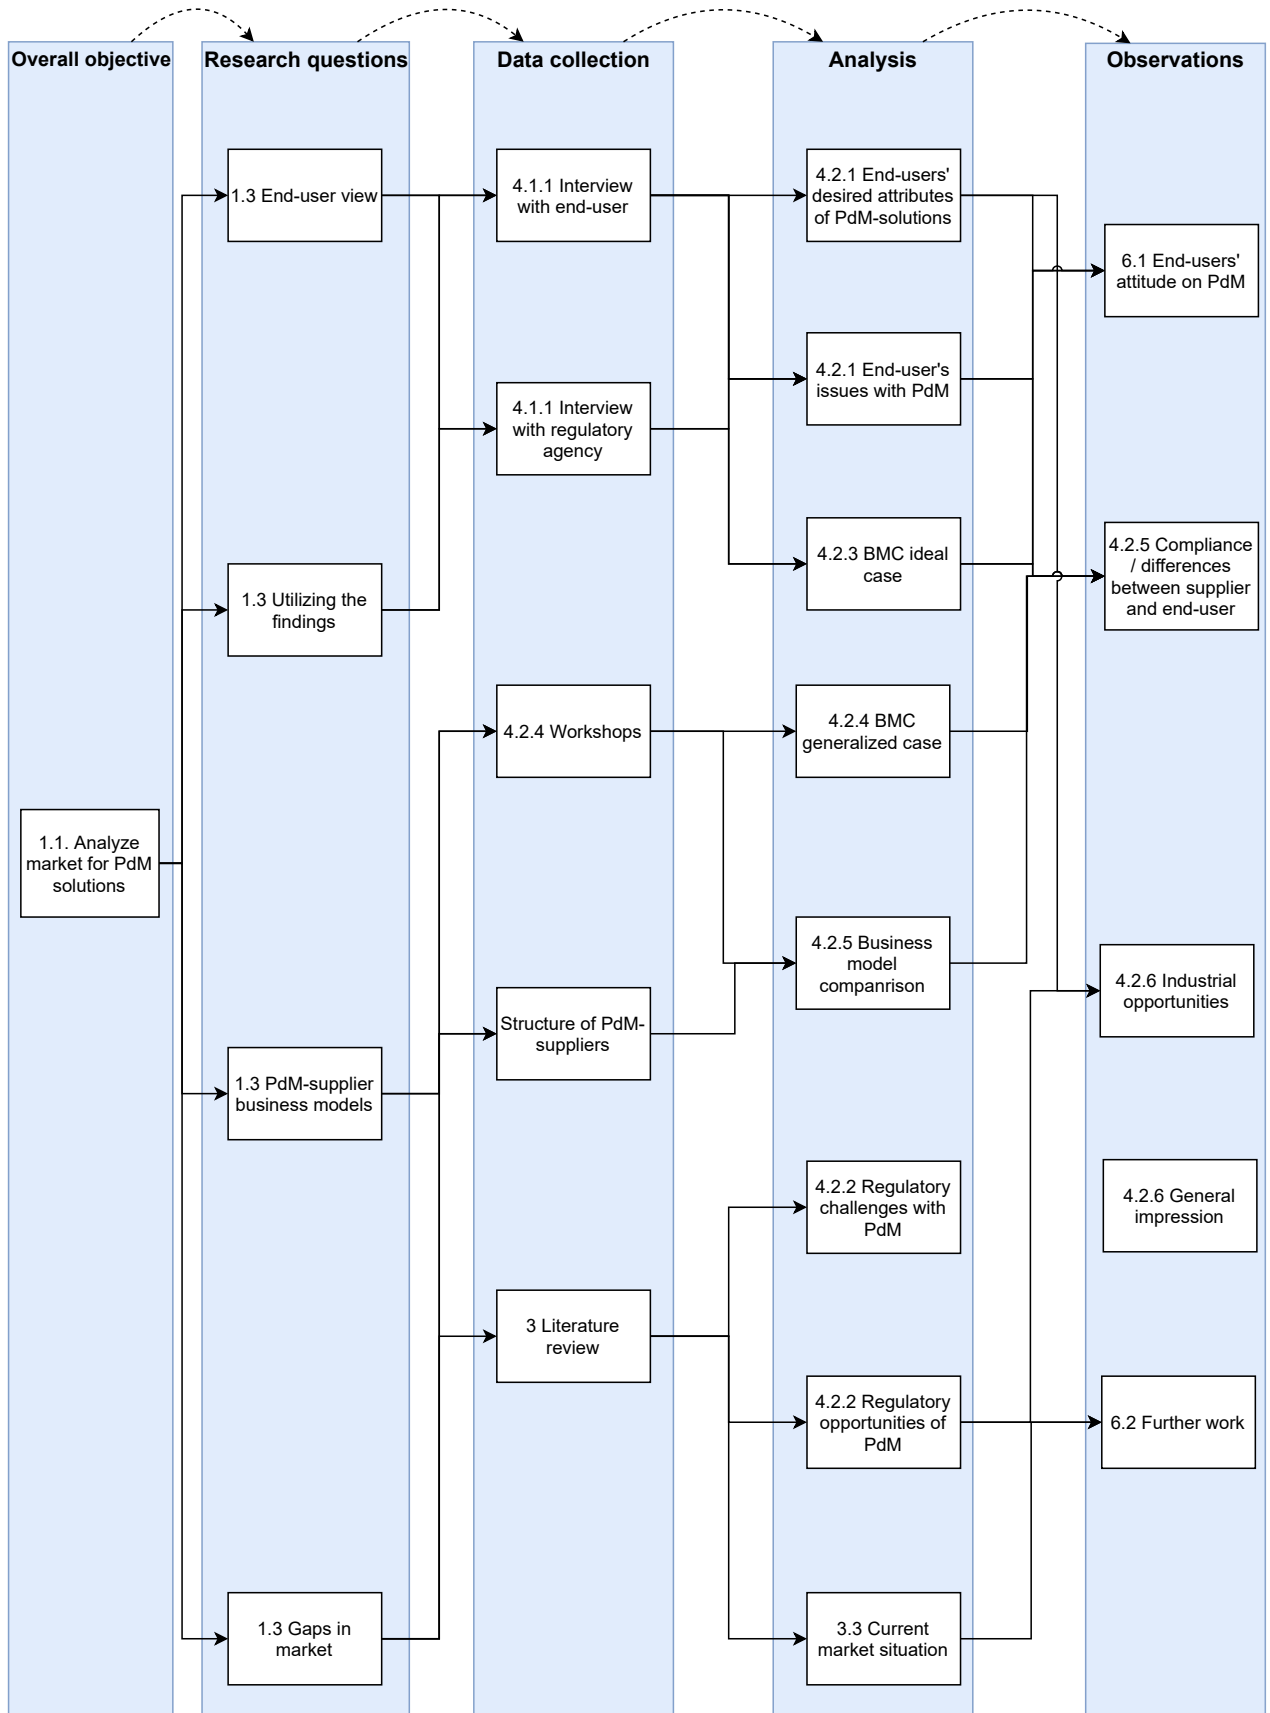 Overall objective
Research questions
Data collection
Analysis
Observations
1.1. Analyze
market for PdM
solutions
1.3 End-user view
1.3 Utilizing the
findings
1.3 PdM-supplier
business models
1.3 Gaps in
market
4.1.1 Interview
with end-user
4.1.1 Interview
with regulatory
agency
4.2.4 Workshops
Structure of PdM-
suppliers
3 Literature
review
4.2.1 End-users'
desired attributes
of PdM-solutions
4.2.1 End-user's
issues with PdM
4.2.3 BMC ideal
case
4.2.4 BMC
generalized case
4.2.5 Business
model
companrison
4.2.2 Regulatory
challenges with
PdM
4.2.2 Regulatory
opportunities of
PdM
3.3 Current
market situation
6.1 End-users'
attitude on PdM
4.2.5 Compliance
/ differences
between supplier
and end-user
4.2.6 Industrial
opportunities
4.2.6 General
impression
6.2 Further work